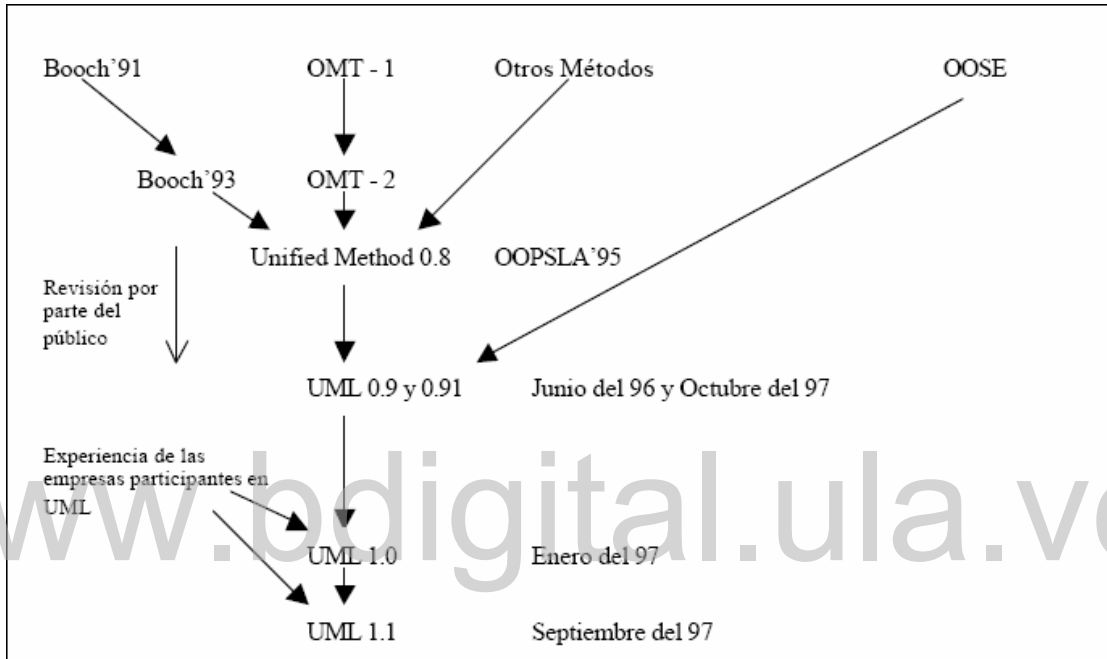 Booch'91 OMT - 1 Otros Métodos OOSE
Booch'93 OMT - 2
Unified Method 0.8 OOPSLA'95
Revisión por
parte del
público
UML 0.9 y 0.91 Junio del 96 y Octubre del 97
Experiencia de las
empresas participantes en
UML
www.bdigital.ula.ve
UML 1.0 Enero del 97
UML 1.1 Septiembre del 97